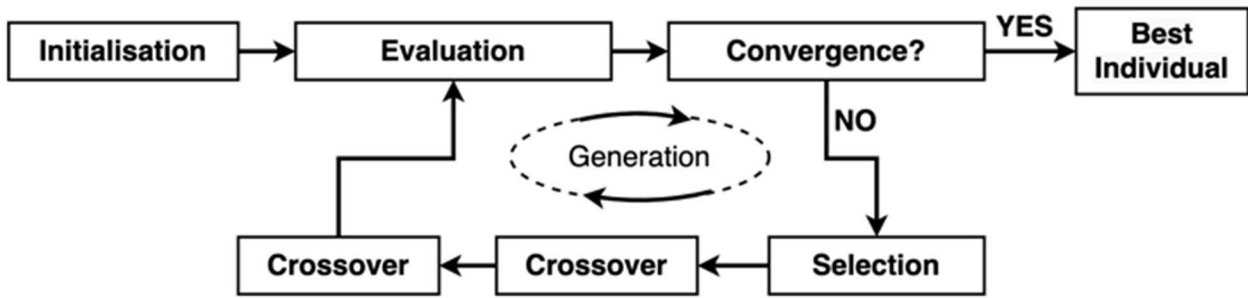 Initialisation
Evaluation
Convergence?
YES
Best
Individual
NO
Generation
Crossover
Crossover
Selection